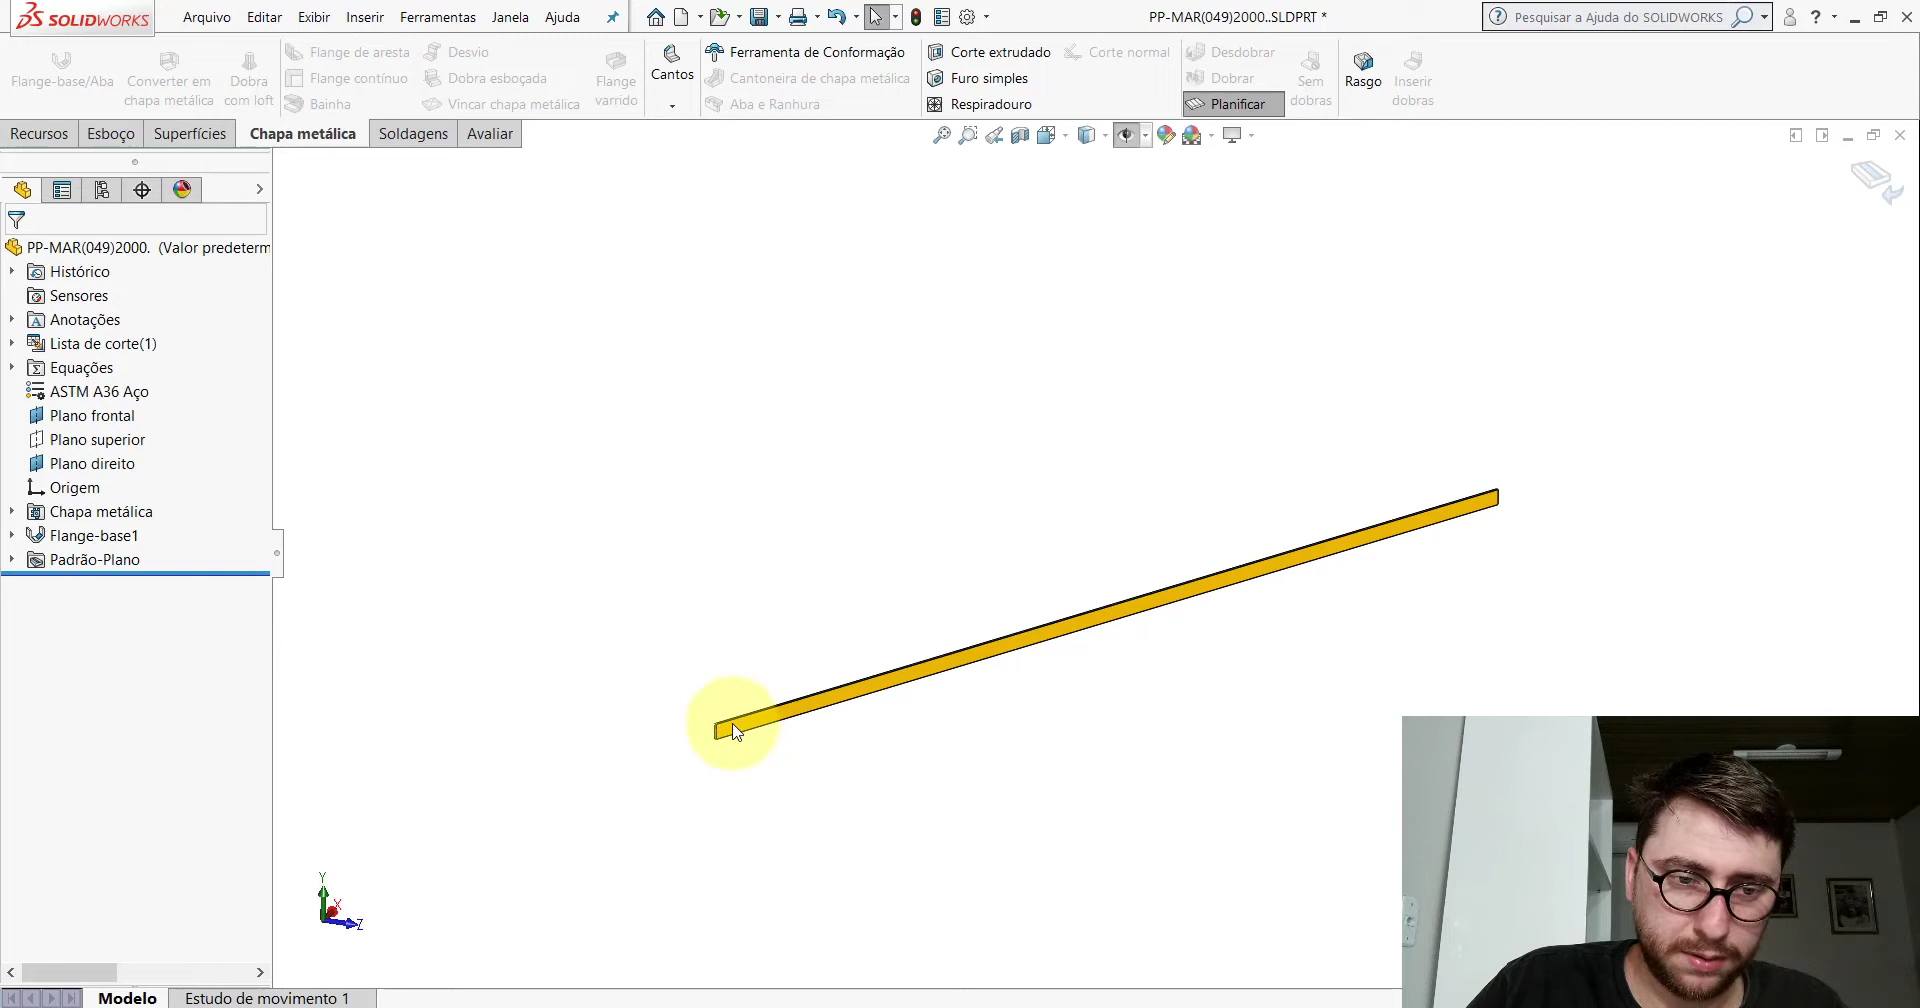 SOLIDWORKS
Arquivo Editar Exibir Inserir Ferramentas Janela Ajuda
PP-MAR(049)2000..SLDPRT *
Pesquisar a Ajuda do SOLIDWORKS
Flange-base/Aba
Converter em
chapa metálica
Dobra
com loft
Flange de aresta
Flange contínuo
Bainha
Desvio
Dobra esboçada
Vincar chapa metálica
Flange
varrido
Cantos
Ferramenta de Conformação
Cantoneira de chapa metálica
Aba e Ranhura
Corte extrudado
Furo simples
Respiradouro
Corte normal
Desdobrar
Dobrar
Planificar
Sem
dobras
Rasgo
Inserir
dobras
Recursos Esboço Superfícies Chapa metálica Soldagens Avaliar
PP-MAR(049)2000. (Valor predeterm
Histórico
Sensores
Anotações
Lista de corte(1)
Equações
ASTM A36 Aço
Plano frontal
Plano superior
Plano direito
Origem
Chapa metálica
Flange-base1
Padrão-Plano
Y
X
Z
Modelo Estudo de movimento 1